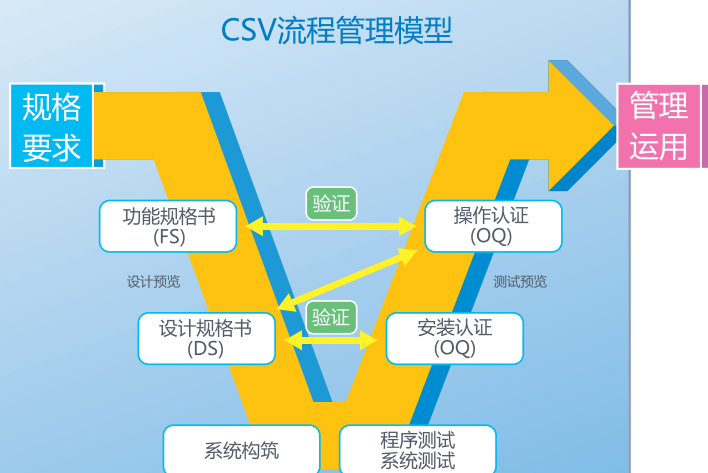 CSV流程管理模型
规格
要求
管理
运用
验证
功能规格书
(FS)
操作认证
(OQ)
设计预览
测试预览
验证
设计规格书
(DS)
安装认证
(OQ)
系统构筑
程序测试
系统测试